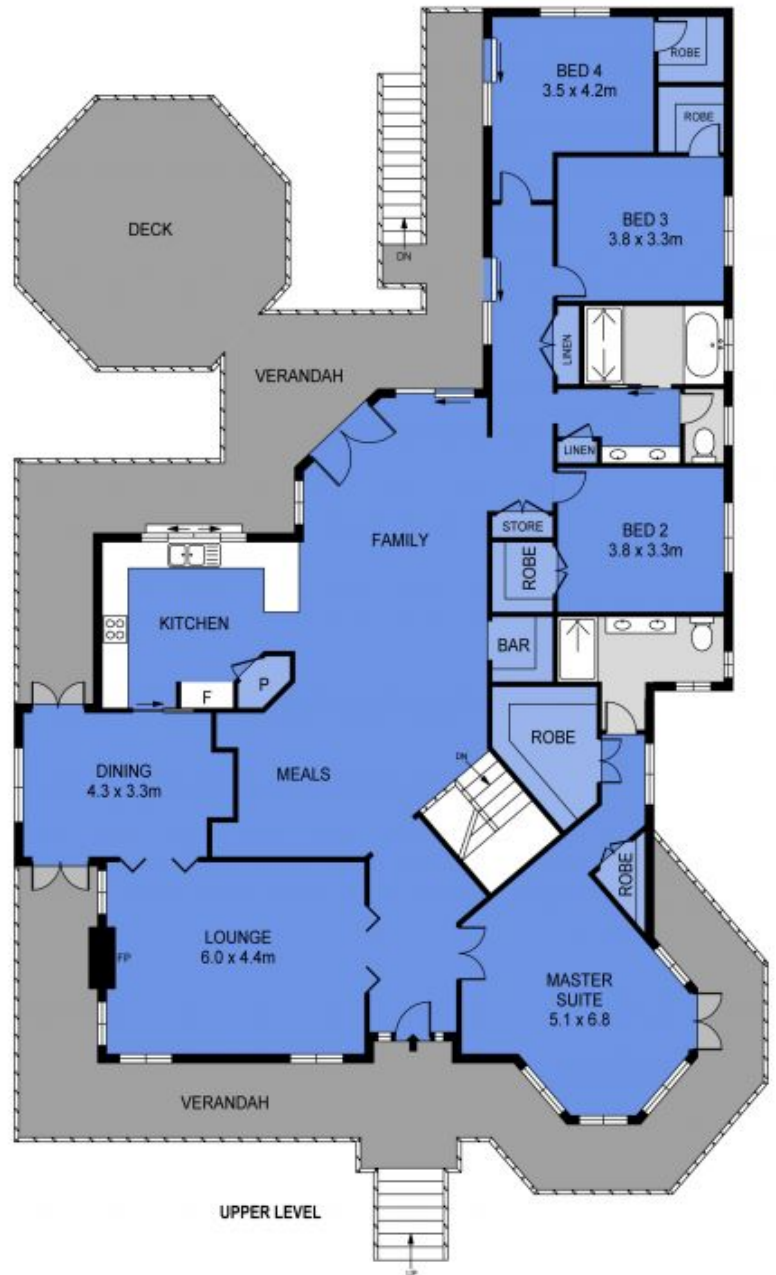 BED 4
3.5 x 4.2m
ROBE
ROBE
DECK
BED 3
3.8 x 3.3m
DN
LINEN
VERANDAH
LINEN
STORE
BED 2
3.8 x 3.3m
FAMILY
ROBE
KITCHEN
BAR
F
P
ROBE
DN
DINING
4.3 x 3.3m
MEALS
ROBE
LOUNGE
6.0 x 4.4m
FP
MASTER
SUITE
5.1 x 6.8
VERANDAH
UPPER LEVEL
UP